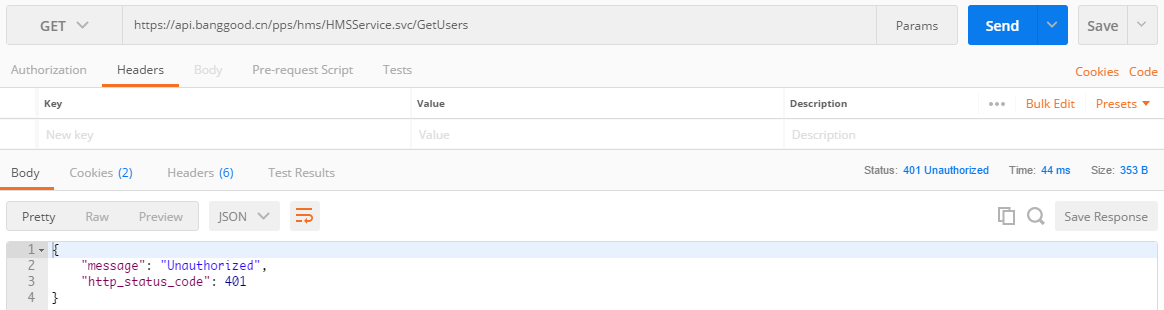 GET https://api.banggood.cn/pps/hms/HMSService.svc/GetUsers Params Send Save
Authorization Headers Body Pre-request Script Tests Cookies Code
Key Value Description Bulk Edit Presets
New key Value Description
Body Cookies (2) Headers (6) Test Results Status: 401 Unauthorized Time: 44 ms Size: 353 B
Pretty Raw Preview JSON Save Response
1 {
2 "message": "Unauthorized",
3 "http_status_code": 401
4 }